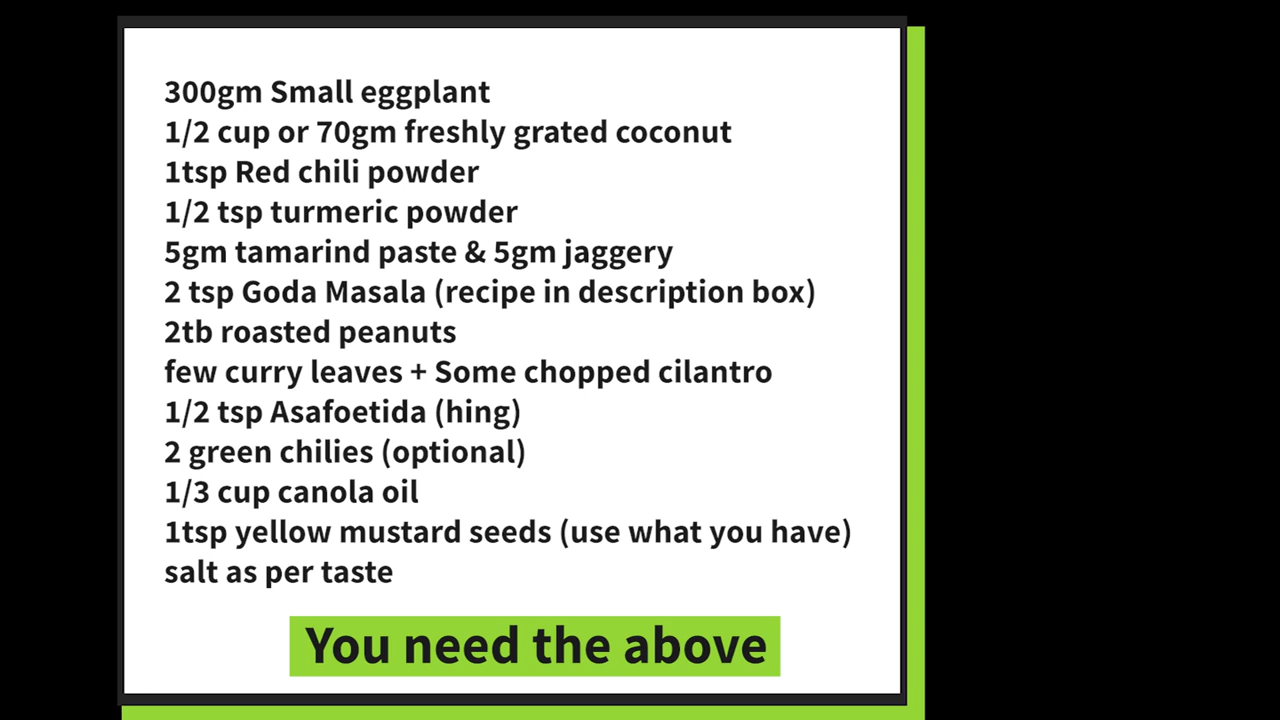 300gm Small eggplant
1/2 cup or 70gm freshly grated coconut
1tsp Red chili powder
1/2 tsp turmeric powder
5gm tamarind paste & 5gm jaggery
2 tsp Goda Masala (recipe in description box)
2tb roasted peanuts
few curry leaves + Some chopped cilantro
1/2 tsp Asafoetida (hing)
2 green chilies (optional)
1/3 cup canola oil
1tsp yellow mustard seeds (use what you have)
salt as per taste
You need the above